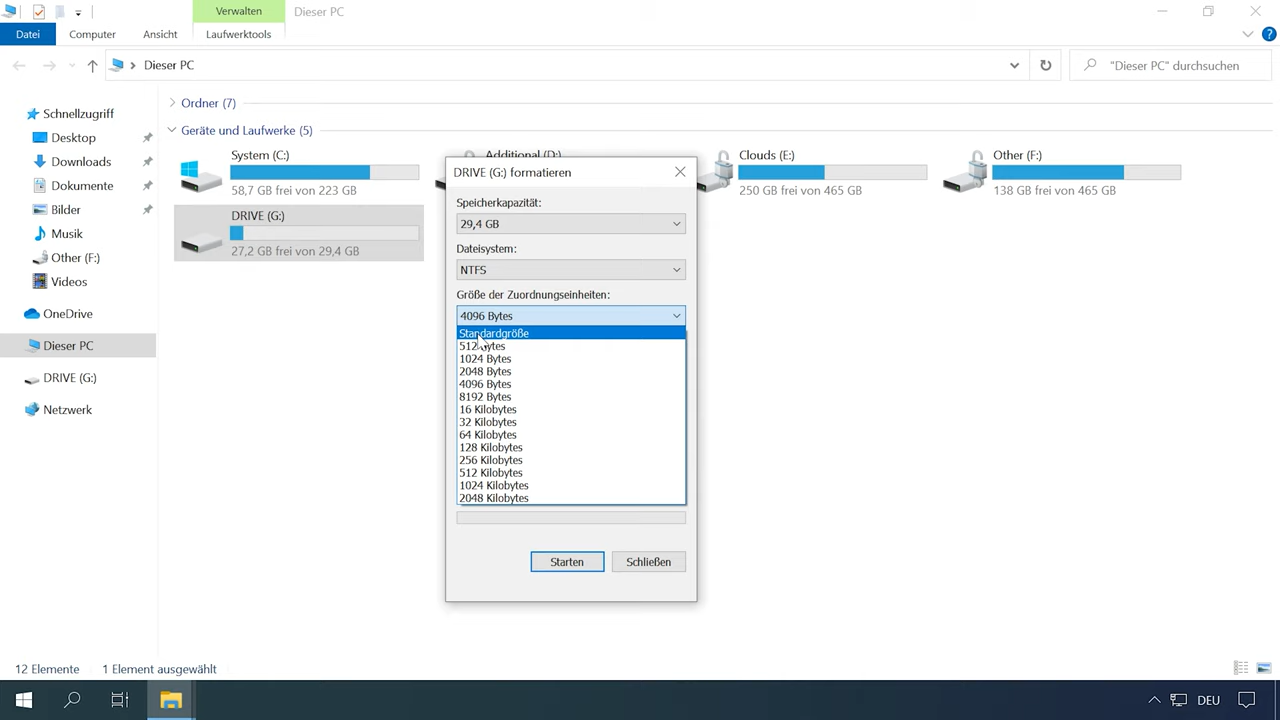 Verwalten
Dieser PC
Datei
Computer
Ansicht
Laufwerktools
Dieser PC
"Dieser PC" durchsuchen
Schnellzugriff
Desktop
Downloads
Dokumente
Bilder
Musik
Other (F:)
Videos
OneDrive
Dieser PC
DRIVE (G:)
Netzwerk
Ordner (7)
Geräte und Laufwerke (5)
System (C:)
58,7 GB frei von 223 GB
Additional (D:)
Clouds (E:)
250 GB frei von 465 GB
Other (F:)
138 GB frei von 465 GB
DRIVE (G:)
27,2 GB frei von 29,4 GB
DRIVE (G:) formatieren
Speicherkapazität:
29,4 GB
Dateisystem:
NTFS
Größe der Zuordnungseinheiten:
4096 Bytes
Standardgröße
512 Bytes
1024 Bytes
2048 Bytes
4096 Bytes
8192 Bytes
16 Kilobytes
32 Kilobytes
64 Kilobytes
128 Kilobytes
256 Kilobytes
512 Kilobytes
1024 Kilobytes
2048 Kilobytes
Starten
Schließen
12 Elemente
1 Element ausgewählt
DEU